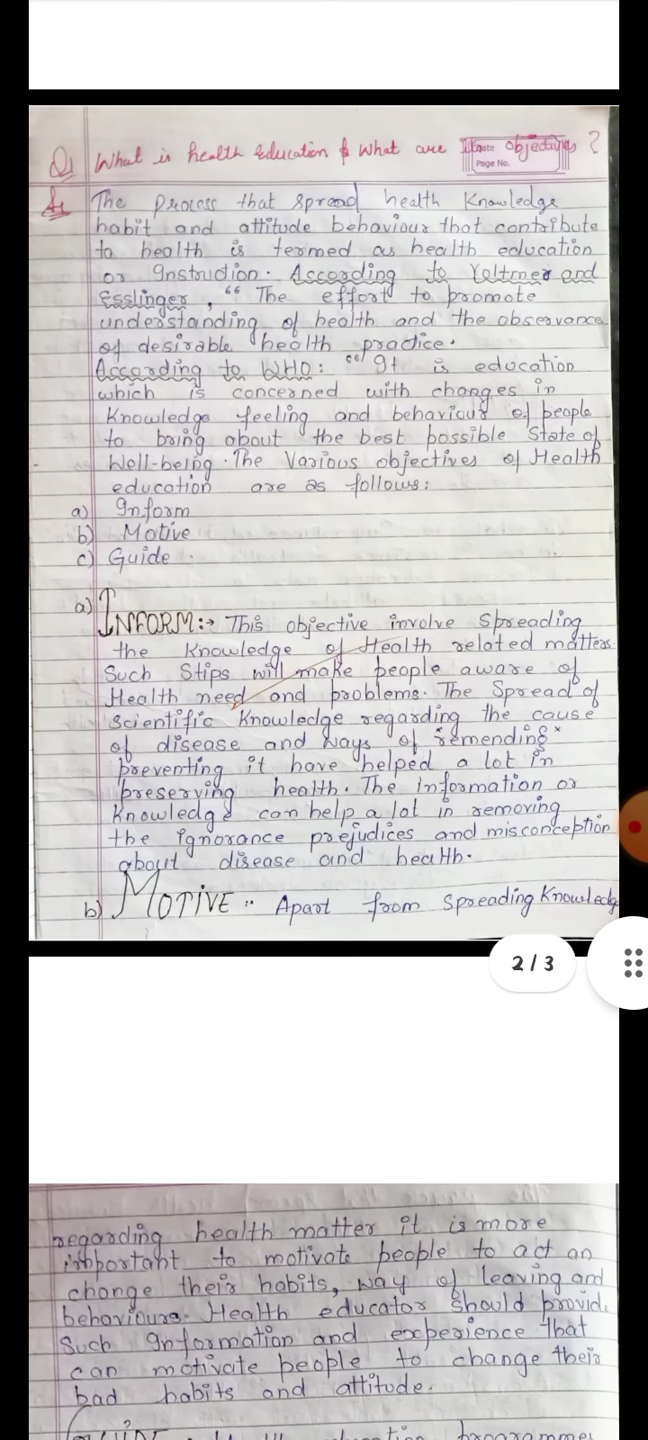 Q1 What is health Education & What are its objectives ?
Date
Page No.
The process that spread health Knowledge
habit and attitude behaviour that contribute
to health is termed as health education
or Instruction. According to Voltmer and
Esslinger, "The effort to promote
understanding of health and the observance
of desirable health practice.
According to WHO: "It is education
which is concerned with changes in
Knowledge feeling and behaviour of people
to bring about the best possible State of
Well-being. The Various objectives of Health
education are as follows:
a) Inform
b) Motive
c) Guide
a) INFORM:→ This objective involve Spreading
the Knowledge of Health related matters.
Such Stips will make people aware of
Health need and problems. The Spread of
Scientific Knowledge regarding the cause
of disease and ways of "remending"
preventing it have helped a lot in
preserving health. The information or
Knowledge can help a lot in removing
the ignorance prejudices and misconception
about disease and health.
b) MOTIVE :- Apart from Spreading Knowledg
2 / 3
regarding health matter it is more
important to motivate people to act an
change their habits, way of leaving and
behaviours. Health educator should provid.
Such Information and experience that
can motivate people to change their
bad habits and attitude.